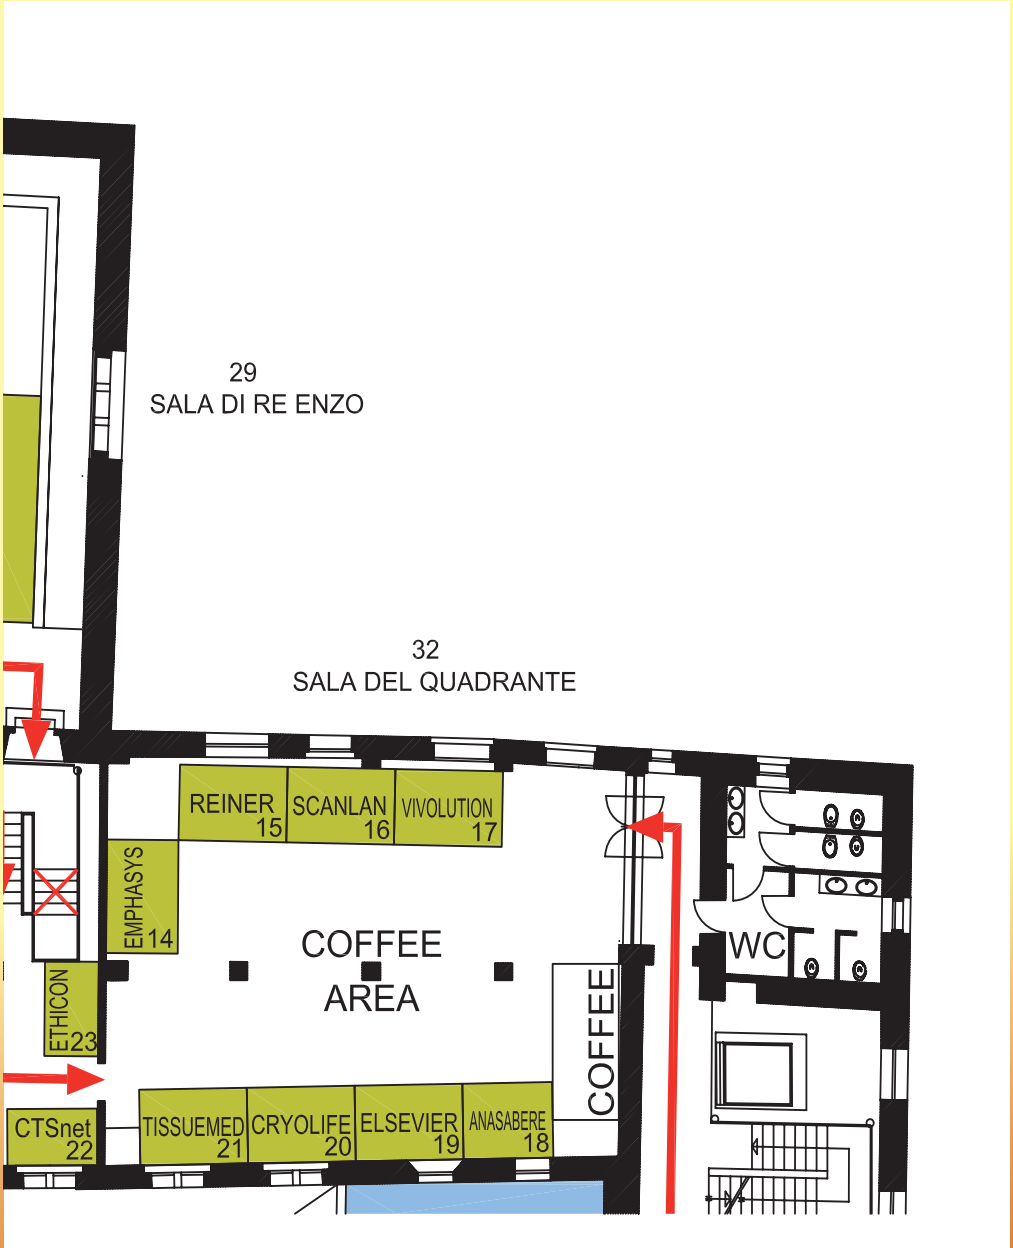 29
SALA DI RE ENZO
32
SALA DEL QUADRANTE
REINER
15
SCANLAN
16
VIVOLUTION
17
EMPHASYS
14
COFFEE
AREA
WC
ETHICON
23
COFFEE
CTSnet
22
TISSUEMED
21
CRYOLIFE
20
ELSEVIER
19
ANASABERE
18